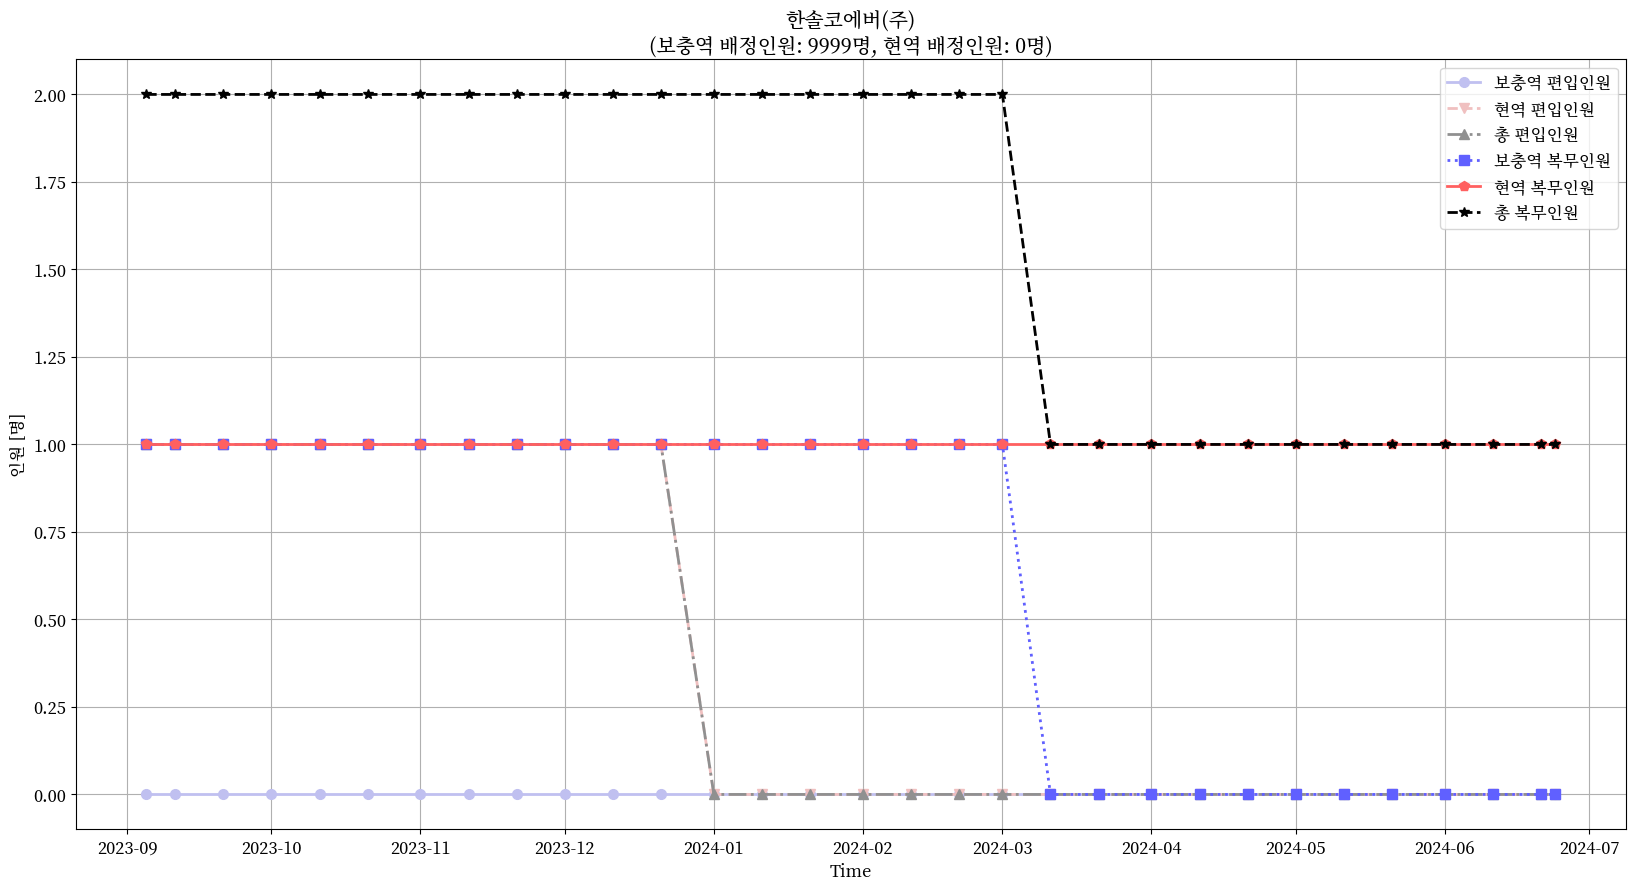 한솔코에버(주)
(보충역 배정인원: 9999명, 현역 배정인원: 0명)
보충역 편입인원
현역 편입인원
총 편입인원
보충역 복무인원
현역 복무인원
총 복무인원
인원 [명]
2.00
1.75
1.50
1.25
1.00
0.75
0.50
0.25
0.00
2023-09 2023-10 2023-11 2023-12 2024-01 2024-02 2024-03 2024-04 2024-05 2024-06 2024-07
Time